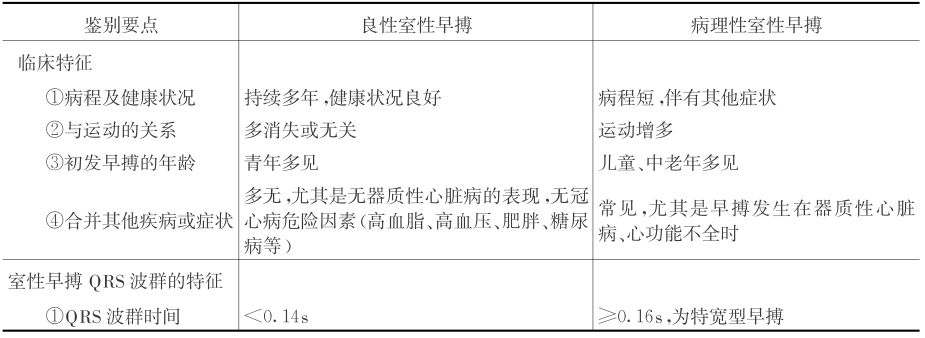 鉴别要点 良性室性早搏 病理性室性早搏
临床特征
①病程及健康状况 持续多年,健康状况良好 病程短,伴有其他症状
②与运动的关系 多消失或无关 运动增多
③初发早搏的年龄 青年多见 儿童、中老年多见
④合并其他疾病或症状
多无,尤其是无器质性心脏病的表现,无冠
心病危险因素(高血脂、高血压、肥胖、糖尿
病等)
常见,尤其是早搏发生在器质性心脏
病、心功能不全时
室性早搏 QRS 波群的特征
①QRS 波群时间 <0.14s ≥0.16s,为特宽型早搏